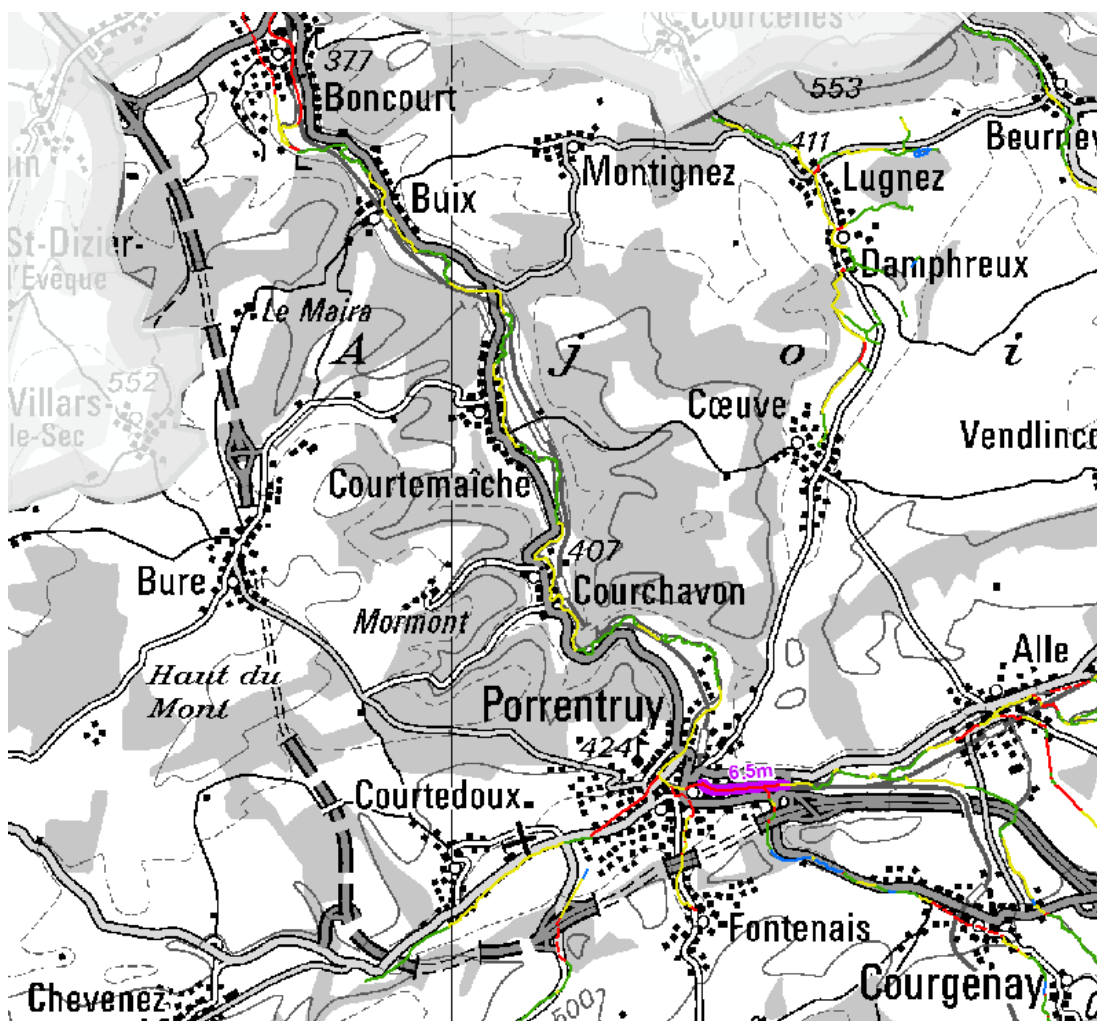 Courcelles
377
Boncourt
553
Beurnev
411
Montignez
Lugnez
Buix
St-Dizier-
l'Evêque
Damphreux
Le Maira
A
j
o
i
552
Villars-
le-Sec
Cœuve
Vendlinco
Courtemaîche
407
Bure
Courchavon
Mormont
Alle
Haut du
Mont
Porrentruy
424
6.5m
Courtedoux
Fontenais
Chevenez
Courgenay
500